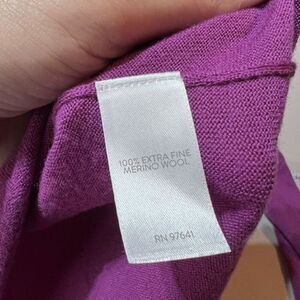 100% EXTRA FINE
MERINO WOOL
RN 97641